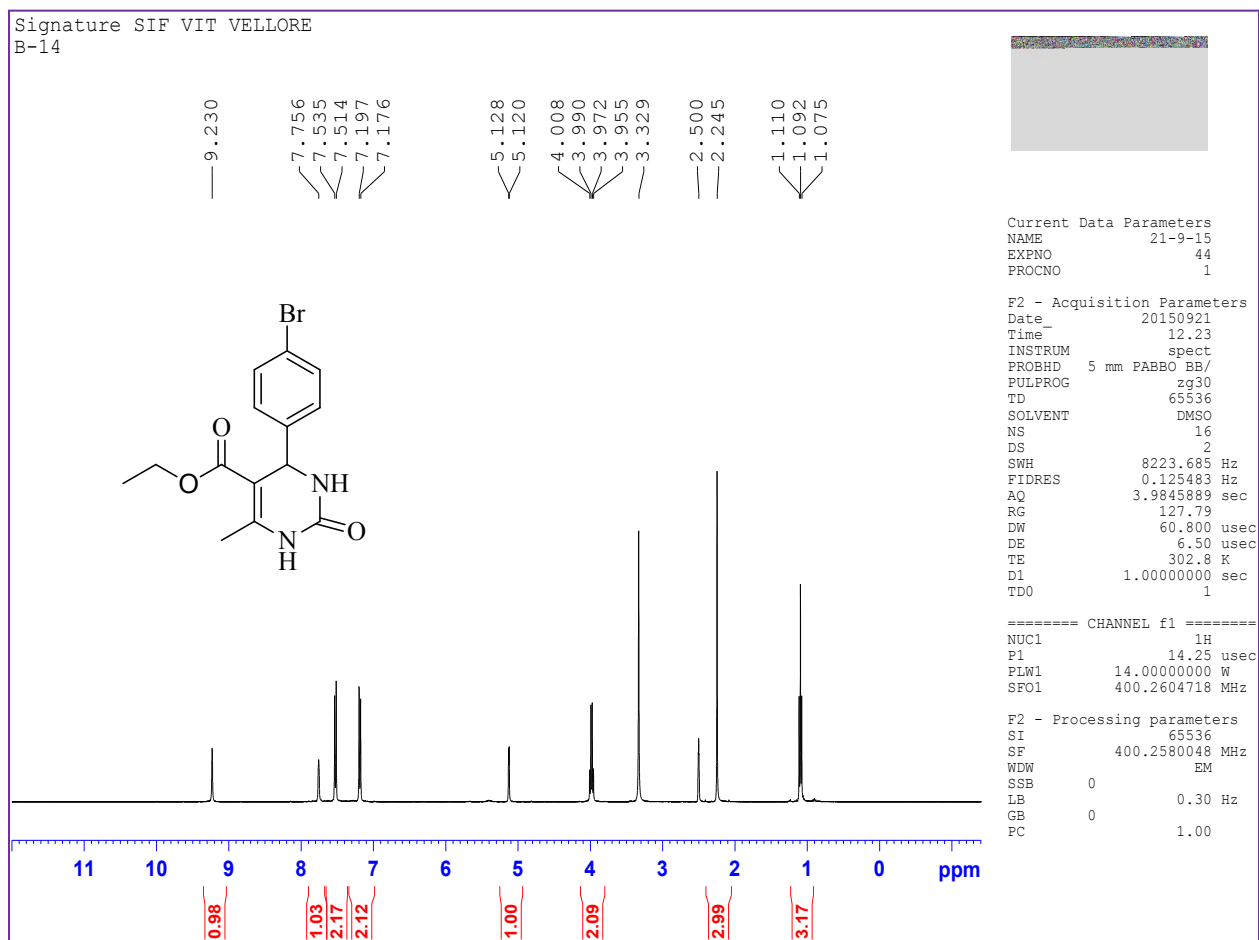 Signature SIF VIT VELLORE
B-14
9.230
7.756
7.535
7.514
7.197
7.176
5.128
5.120
4.008
3.990
3.972
3.955
3.329
2.500
2.245
1.110
1.092
1.075
Current Data Parameters
NAME 21-9-15
EXPNO 44
PROCNO 1
F2 - Acquisition Parameters
Date_ 20150921
Time 12.23
INSTRUM spect
PROBHD 5 mm PABBO BB/
PULPROG zg30
TD 65536
SOLVENT DMSO
NS 16
DS 2
SWH 8223.685 Hz
FIDRES 0.125483 Hz
AQ 3.9845889 sec
RG 127.79
DW 60.800 usec
DE 6.50 usec
TE 302.8 K
D1 1.00000000 sec
TD0 1
======== CHANNEL f1 ========
NUC1 1H
P1 14.25 usec
PLW1 14.00000000 W
SFO1 400.2604718 MHz
F2 - Processing parameters
SI 65536
SF 400.2580048 MHz
WDW EM
SSB 0
LB 0.30 Hz
GB 0
PC 1.00
Br
O
O
NH
N
H
O
11 10 9 8 7 6 5 4 3 2 1 0 ppm
0.98
1.03
2.17
2.12
1.00
2.09
2.99
3.17